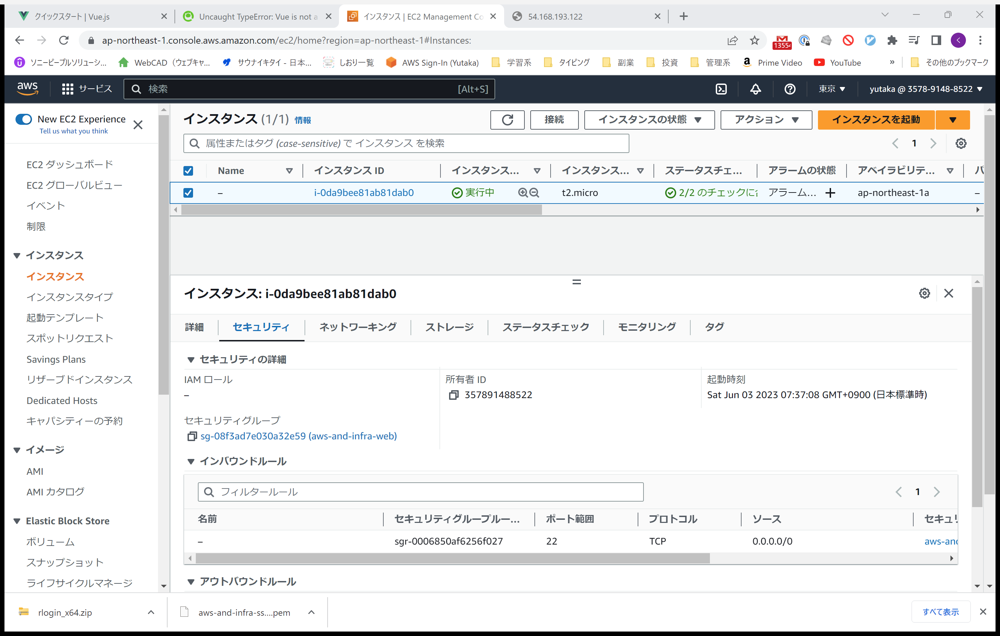 クイックスタート | Vue.js
Uncaught TypeError: Vue is not a
インスタンス | EC2 Management Co
54.168.193.122
ap-northeast-1.console.aws.amazon.com/ec2/home?region=ap-northeast-1#Instances:
13554
ソニーピープルソリューシ...
WebCAD（ウェブキャ...
サウナイキタイ - 日本...
しおり一覧
AWS Sign-In (Yutaka)
学習系
タイピング
副業
投資
管理系
Prime Video
YouTube
»
その他のブックマーク
aws
サービス
検索
[Alt+S]
東京
yutaka @ 3578-9148-8522
New EC2 Experience
Tell us what you think
EC2 ダッシュボード
EC2 グローバルビュー
イベント
制限
インスタンス
インスタンス
インスタンスタイプ
起動テンプレート
スポットリクエスト
Savings Plans
リザーブドインスタンス
Dedicated Hosts
キャパシティーの予約
イメージ
AMI
AMI カタログ
Elastic Block Store
ボリューム
スナップショット
ライフサイクルマネージ
インスタンス (1/1) 情報
接続
インスタンスの状態
アクション
インスタンスを起動
属性またはタグ (case-sensitive) で インスタンス を検索
1
Name
インスタンス ID
インスタンス...
インスタンス...
ステータスチェ...
アラームの状態
アベイラビリテ...
パ
–
i-0da9bee81ab81dab0
実行中
t2.micro
2/2 のチェックに
アラーム...
ap-northeast-1a
–
インスタンス: i-0da9bee81ab81dab0
詳細
セキュリティ
ネットワーキング
ストレージ
ステータスチェック
モニタリング
タグ
セキュリティの詳細
IAM ロール
–
所有者 ID
357891488522
起動時刻
Sat Jun 03 2023 07:37:08 GMT+0900 (日本標準時)
セキュリティグループ
sg-08f3ad7e030a32e59 (aws-and-infra-web)
インバウンドルール
フィルタールール
1
名前
セキュリティグループルー...
ポート範囲
プロトコル
ソース
セキュリ
–
sgr-0006850af6256f027
22
TCP
0.0.0.0/0
aws-and
アウトバウンドルール
rlogin_x64.zip
aws-and-infra-ss....pem
すべて表示